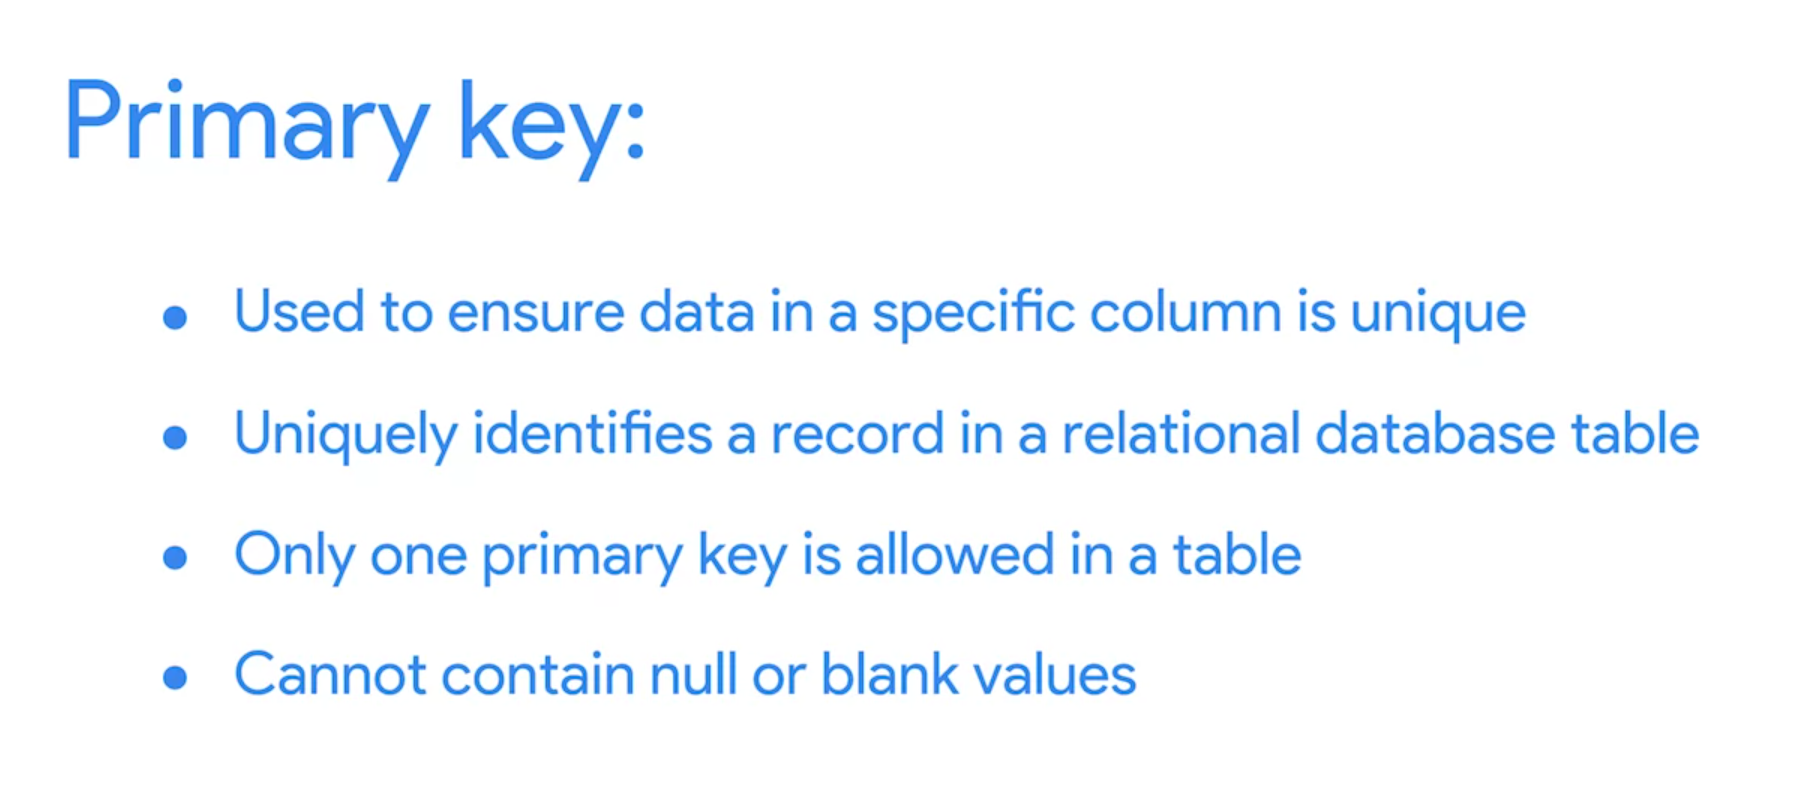 Primary key:
● Used to ensure data in a specific column is unique
● Uniquely identifies a record in a relational database table
● Only one primary key is allowed in a table
● Cannot contain null or blank values